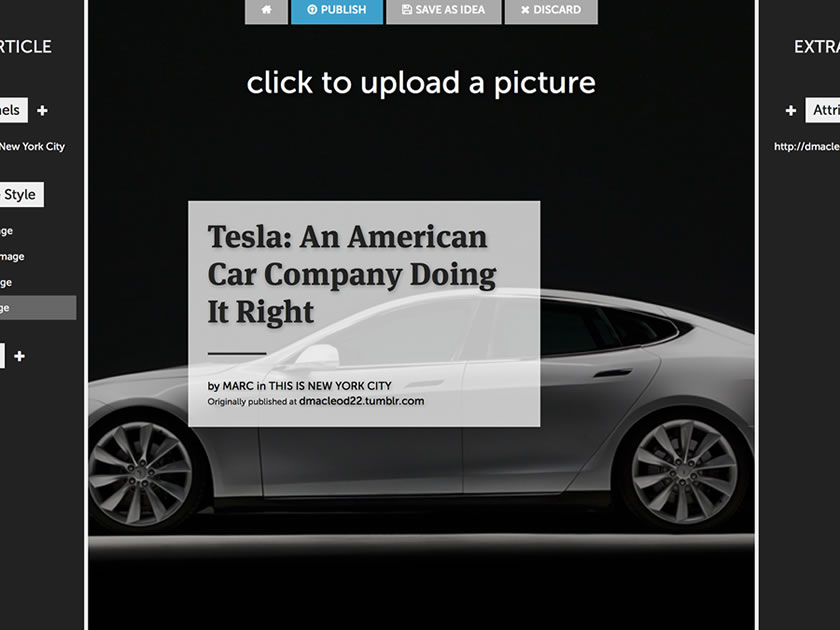 PUBLISH
SAVE AS IDEA
DISCARD
RTICLE
EXTRA
click to upload a picture
els
Attri
New York City
http://dmacle
Style
ge
mage
ge
ge
Tesla: An American
Car Company Doing
It Right
by MARC in THIS IS NEW YORK CITY
Originally published at dmacleod22.tumblr.com